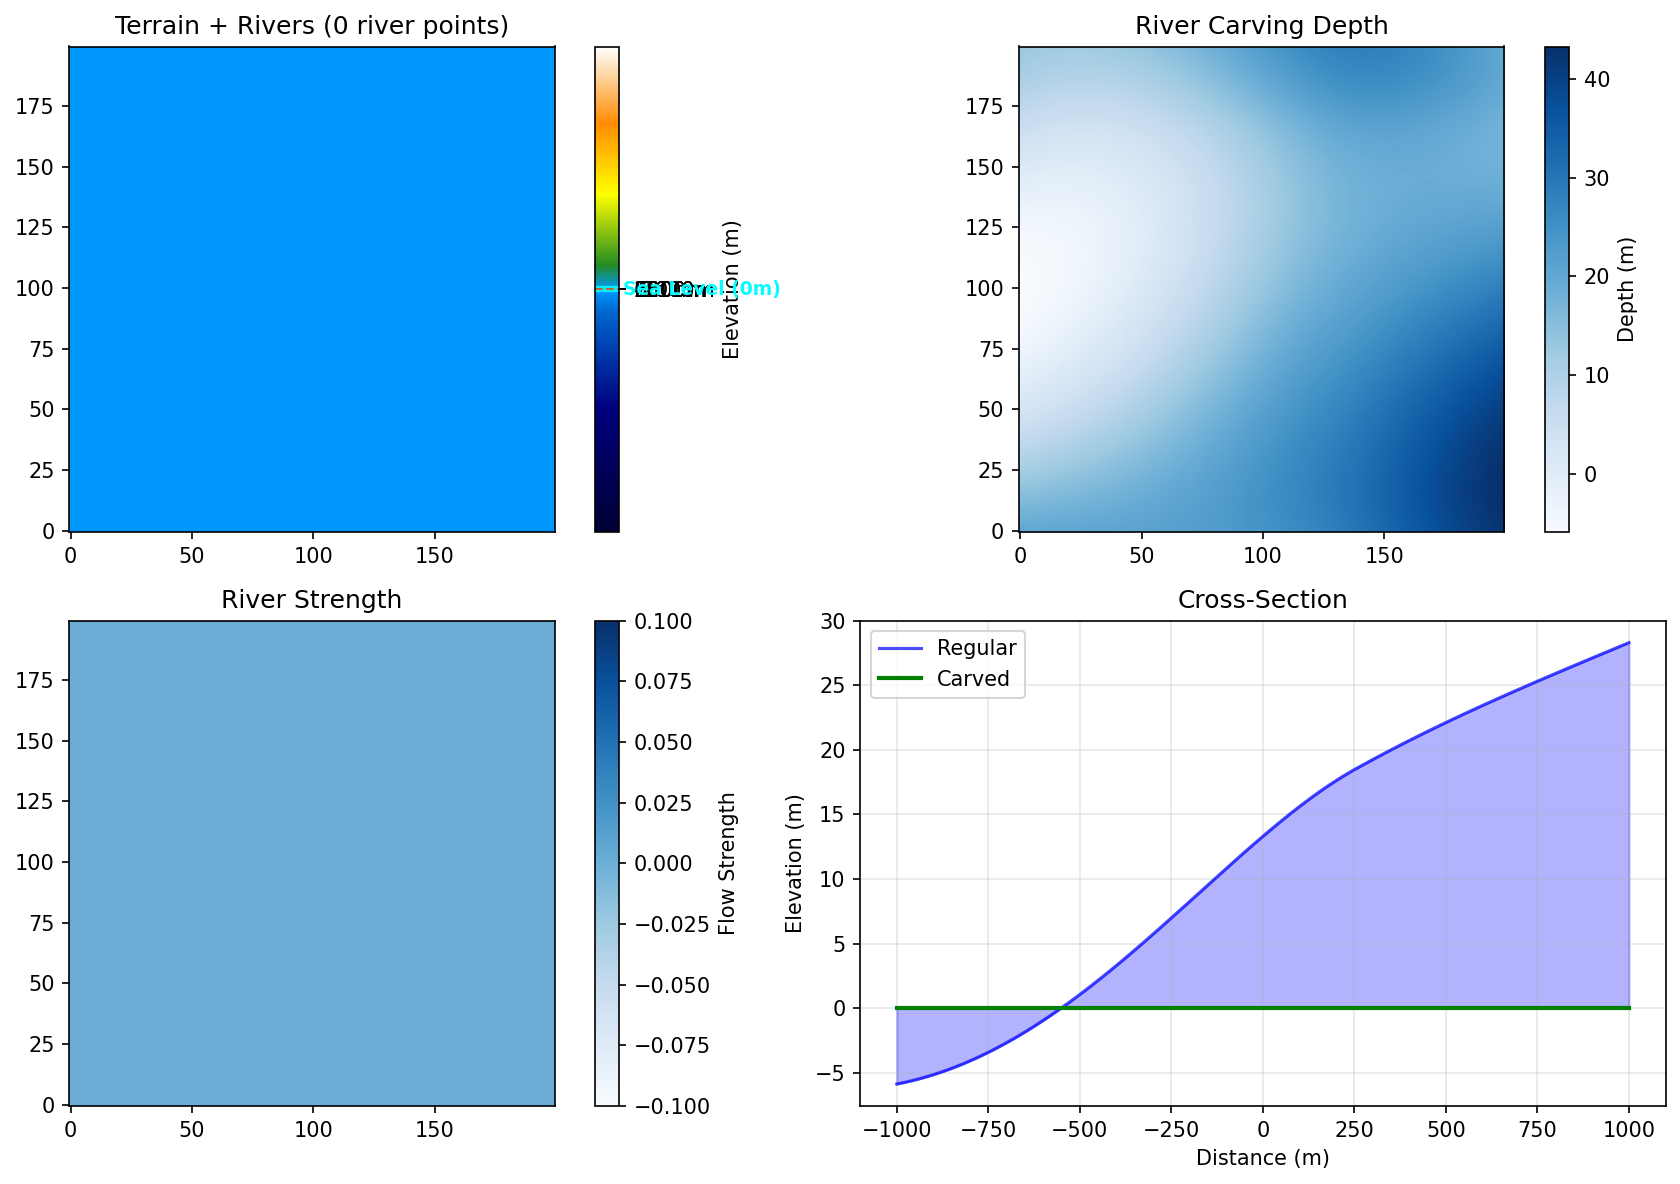 Terrain + Rivers (0 river points)
175
150
125
100
75
50
25
0
0 50 100 150
Sea Level (0m)
Elevation (m)
River Carving Depth
175
150
125
100
75
50
25
0
0 50 100 150
40
30
20
10
0
Depth (m)
River Strength
175
150
125
100
75
50
25
0
0 50 100 150
0.100
0.075
0.050
0.025
0.000
−0.025
−0.050
−0.075
−0.100
Flow Strength
Cross-Section
Regular
Carved
30
25
20
15
10
5
0
−5
Elevation (m)
−1000 −750 −500 −250 0 250 500 750 1000
Distance (m)